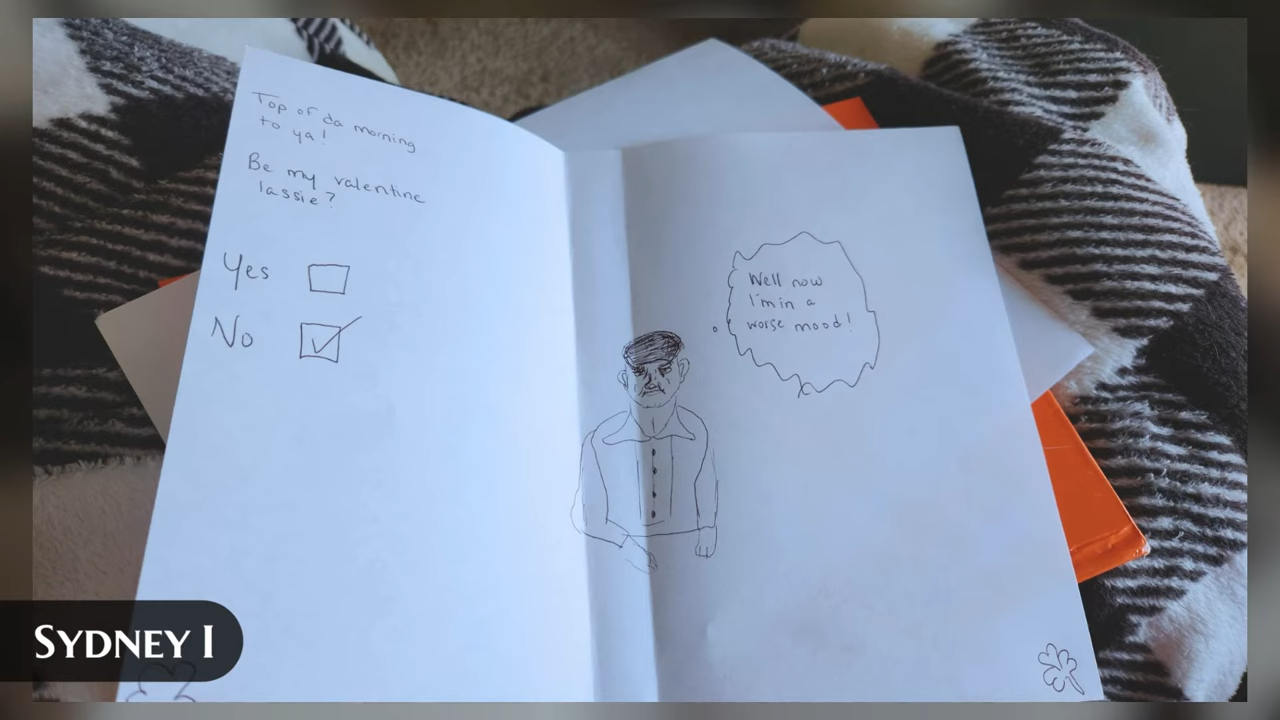 Top of da morning
to ya!
Be my valentine
lassie?
Yes
No
Well now
I'm in a
worse mood!
SYDNEY I